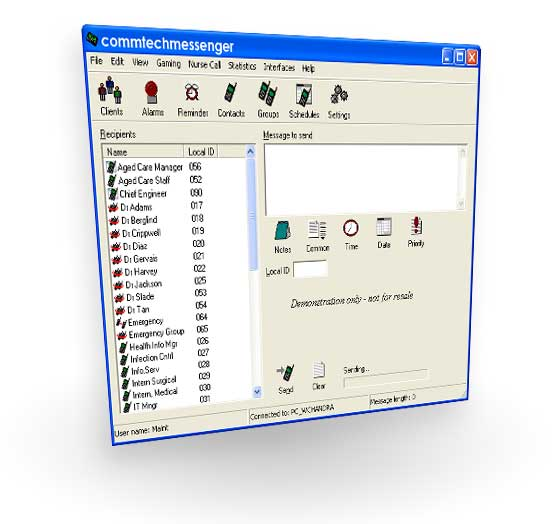 commtechmessenger
File Edit View Gaming Nurse Call Statistics Interfaces Help
Clients Alarms Reminder Contacts Groups Schedules Settings
Recipients
Name Local ID
Aged Care Manager 056
Aged Care Staff 052
Chief Engineer 090
Dr Adams 017
Dr Berglind 018
Dr Crippwell 019
Dr Diaz 020
Dr Gervais 021
Dr Harvey 022
Dr Jackson 025
Dr Slade 053
Dr Tan 054
Emergency 064
Emergency Group 065
Health Info Mgr 026
Infection Cntrl 027
Info.Serv 028
Intern Surgical 029
Intern. Medical 030
IT Mngr 031
Message to send
Notes Common Time Date Priority
Local ID
Demonstration only - not for resale
Send Clear Sending...
User name: Maint Connected to: PC_WCHANDRA Message length: 0